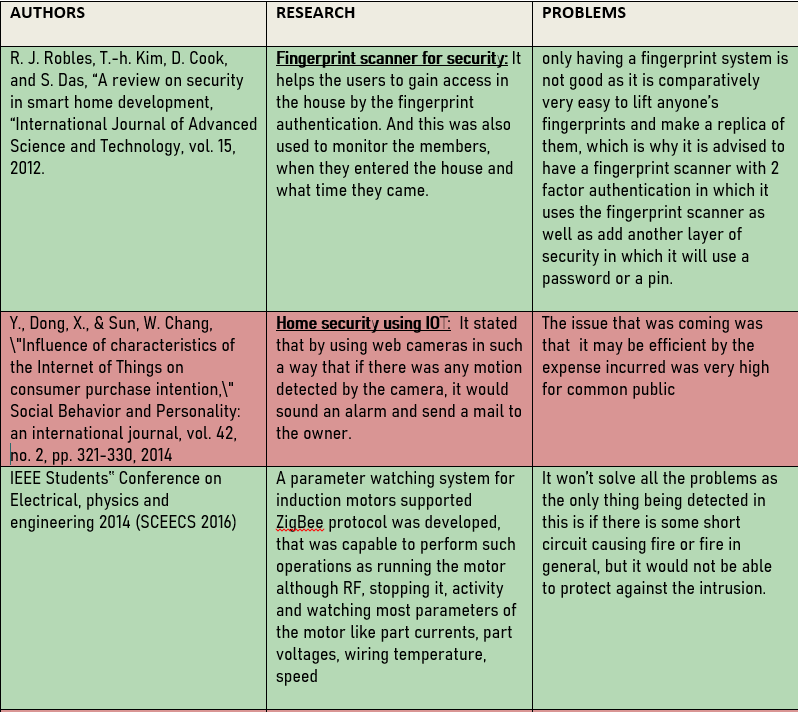 AUTHORS
RESEARCH
PROBLEMS
R. J. Robles, T.-h. Kim, D. Cook,
and S. Das, “A review on security
in smart home development,
“International Journal of Advanced
Science and Technology, vol. 15,
2012.
Fingerprint scanner for security: It
helps the users to gain access in
the house by the fingerprint
authentication. And this was also
used to monitor the members,
when they entered the house and
what time they came.
only having a fingerprint system is
not good as it is comparatively
very easy to lift anyone’s
fingerprints and make a replica of
them, which is why it is advised to
have a fingerprint scanner with 2
factor authentication in which it
uses the fingerprint scanner as
well as add another layer of
security in which it will use a
password or a pin.
Y., Dong, X., & Sun, W. Chang,
\"Influence of characteristics of
the Internet of Things on
consumer purchase intention,\"
Social Behavior and Personality:
an international journal, vol. 42,
no. 2, pp. 321-330, 2014
Home security using IOT: It stated
that by using web cameras in such
a way that if there was any motion
detected by the camera, it would
sound an alarm and send a mail to
the owner.
The issue that was coming was
that it may be efficient by the
expense incurred was very high
for common public
IEEE Students‟ Conference on
Electrical, physics and
engineering 2014 (SCEECS 2016)
A parameter watching system for
induction motors supported
ZigBee protocol was developed,
that was capable to perform such
operations as running the motor
although RF, stopping it, activity
and watching most parameters of
the motor like part currents, part
voltages, wiring temperature,
speed
It won’t solve all the problems as
the only thing being detected in
this is if there is some short
circuit causing fire or fire in
general, but it would not be able
to protect against the intrusion.